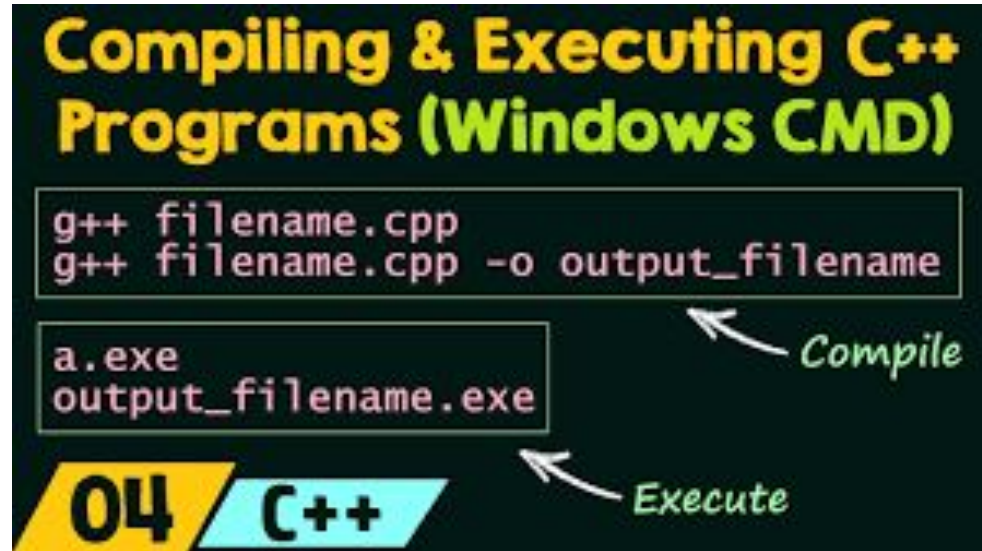 Compiling & Executing C++
Programs (Windows CMD)
g++ filename.cpp
g++ filename.cpp -o output_filename
Compile
a.exe
output_filename.exe
Execute
04 C++